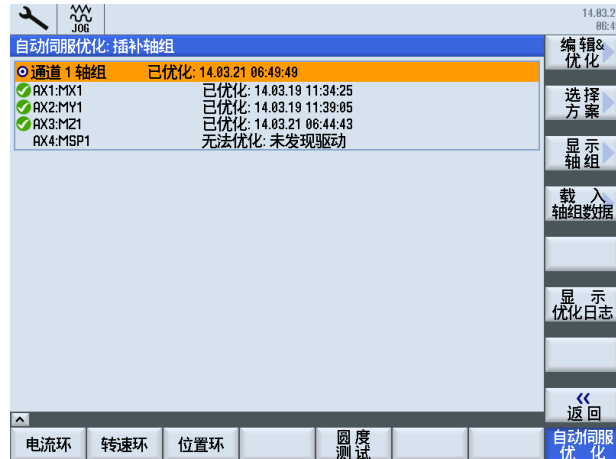 JOG
14.03.2
06:4
自动伺服优化: 插补轴组
通道 1 轴组 已优化: 14.03.21 06:49:49
AX1:MX1 已优化: 14.03.19 11:34:25
AX2:MY1 已优化: 14.03.19 11:39:05
AX3:MZ1 已优化: 14.03.21 06:44:43
AX4:MSP1 无法优化: 未发现驱动
编辑&
优化
选择
方案
显示
轴组
载入
轴组数据
显示
优化日志
«
返回
电流环
转速环
位置环
圆度
测试
自动伺服
优化